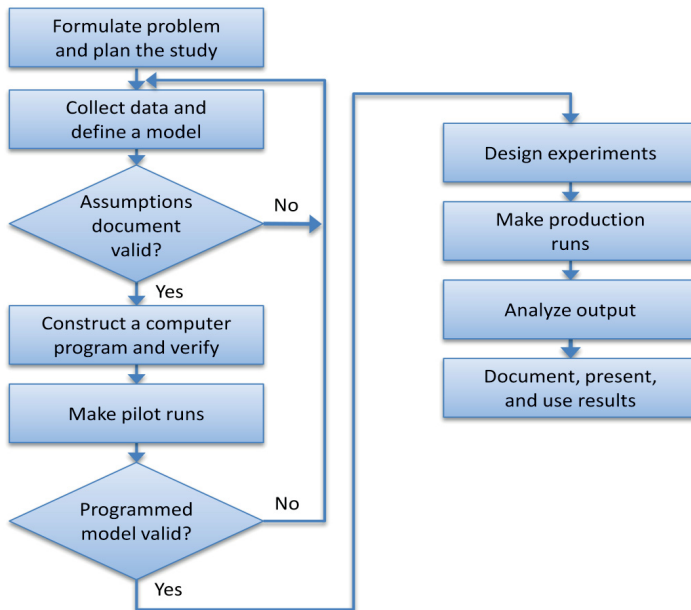 Formulate problem
and plan the study
Collect data and
define a model
Assumptions
document
valid?
No
Yes
Construct a computer
program and verify
Make pilot runs
Programmed
model valid?
No
Yes
Design experiments
Make production
runs
Analyze output
Document, present,
and use results